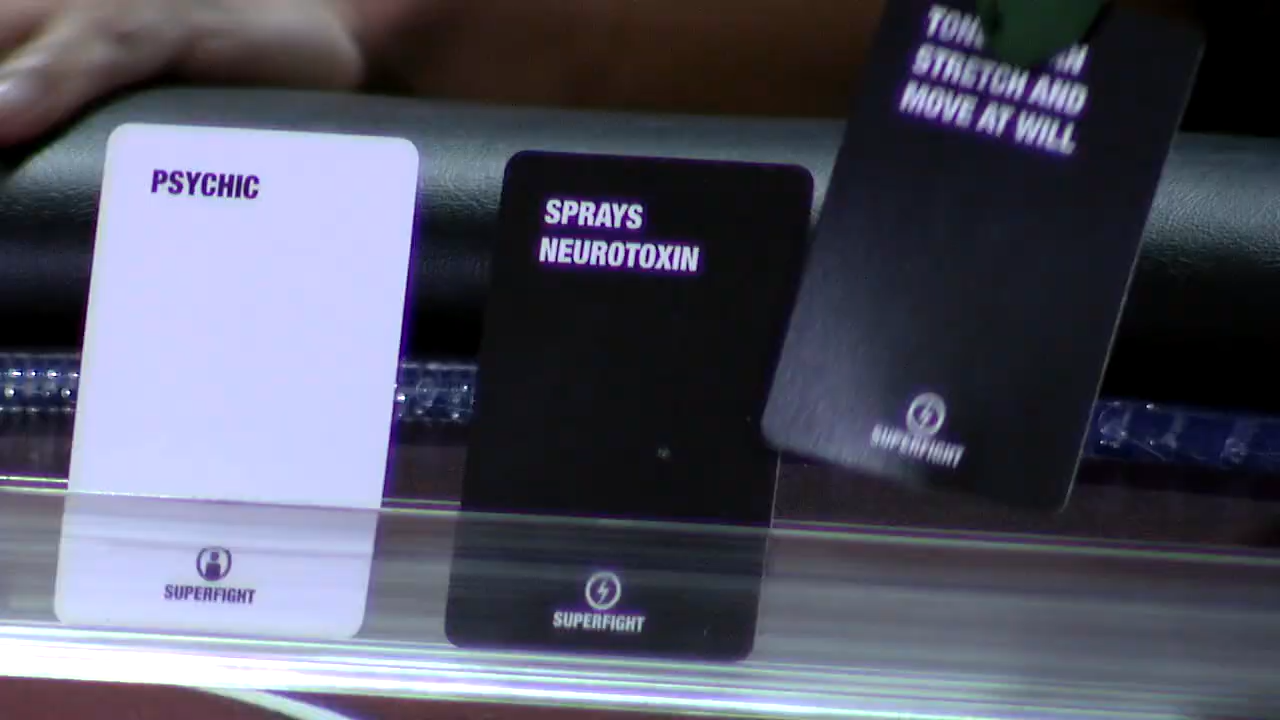 PSYCHIC
SUPERFIGHT
SPRAYS
NEUROTOXIN
SUPERFIGHT
STRETCH AND
MOVE AT WILL
SUPERFIGHT